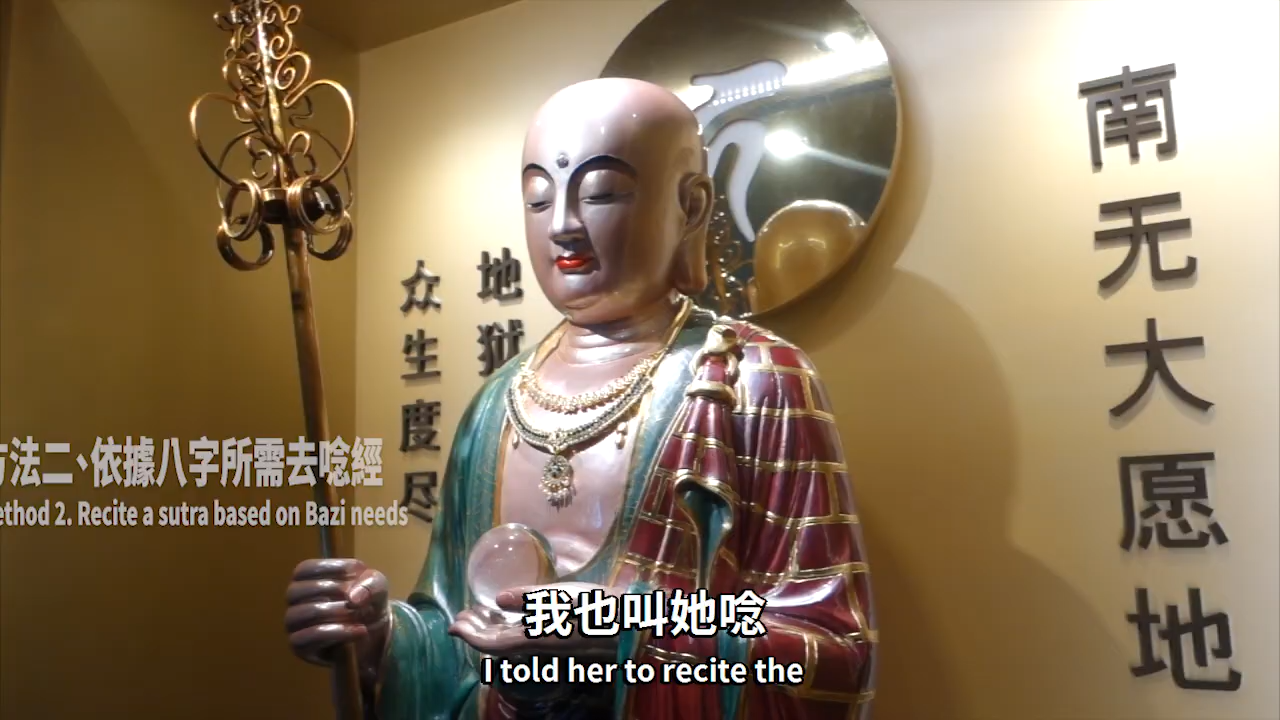 南无大愿地
地狱
众生度尽
方法二、依據八字所需去唸經
ethod 2. Recite a sutra based on Bazi needs
我也叫她唸
I told her to recite the